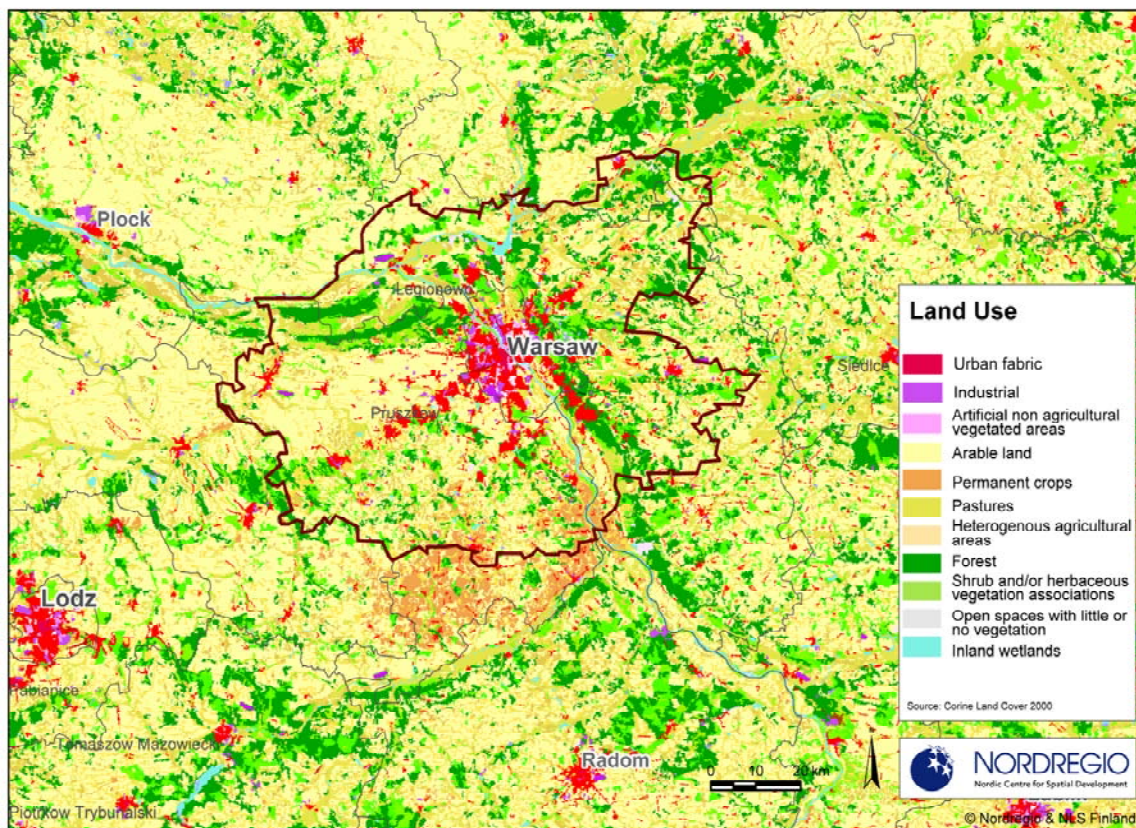 Plock
Legionowo
Warsaw
Siedlce
Pruszkow
Lodz
Pabianice
Tomaszow Mazowiecki
Radom
Piotrkow Trybunalski
0 10 20 km
Land Use
Urban fabric
Industrial
Artificial non agricultural
vegetated areas
Arable land
Permanent crops
Pastures
Heterogenous agricultural
areas
Forest
Shrub and/or herbaceous
vegetation associations
Open spaces with little or
no vegetation
Inland wetlands
Source: Corine Land Cover 2000
NORDREGIO
Nordic Centre for Spatial Development
© Nordregio & NLS Finland